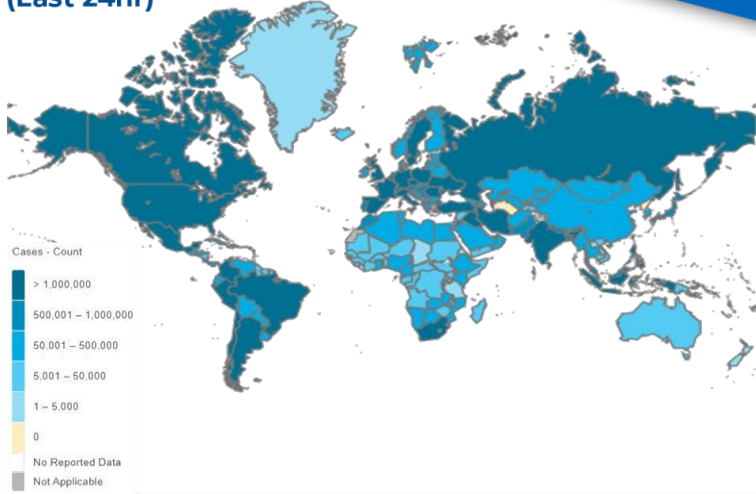 (Last 24hr)
Cases - Count
> 1,000,000
500,001 – 1,000,000
50,001 – 500,000
5,001 – 50,000
1 – 5,000
0
No Reported Data
Not Applicable